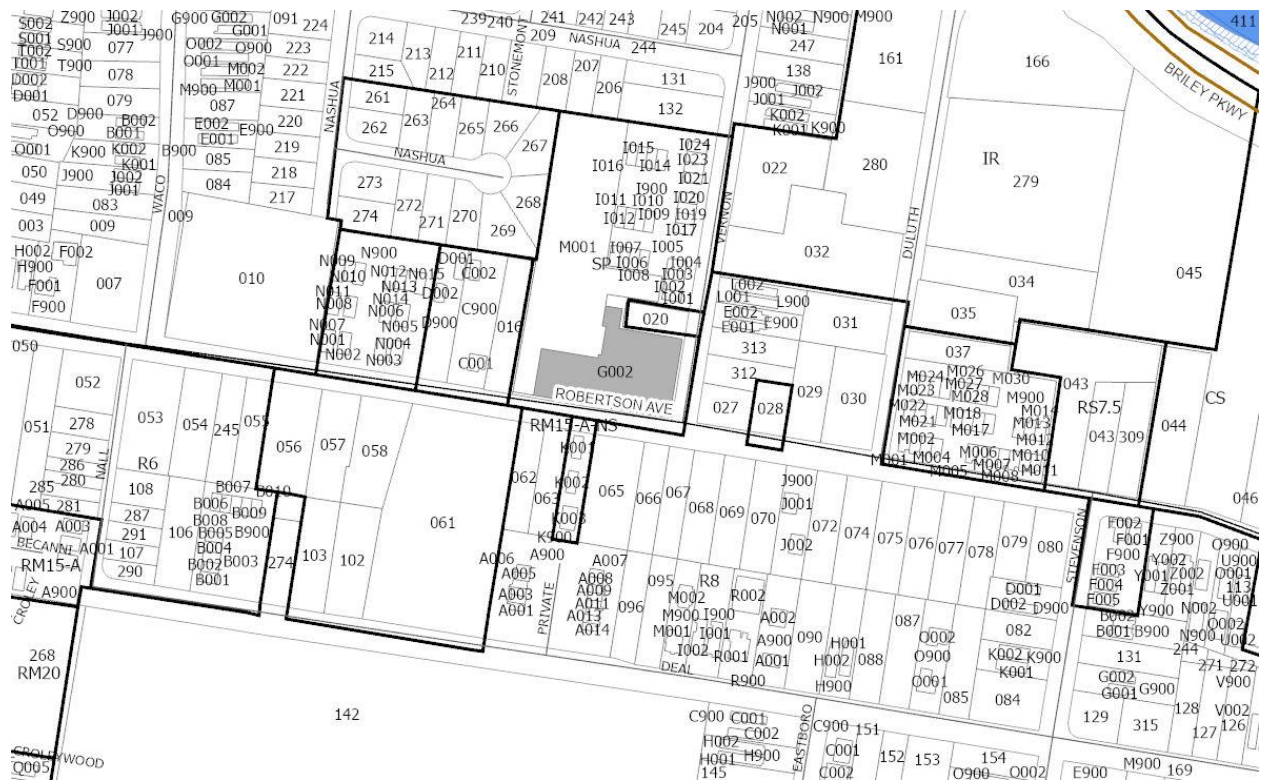 Z900 J002 G900 G002 091 224 239 240 241 242 243 205 N002 N900 M900 411
S001 J001 J900 G001 209 NASHUA 244 245 204 N001
T002 S900 077 O002 O900 223 214 213 211 STONEMONT 247 161 166
T001 T900 O001 M002 222 215 212 210 208 207 206 131 138 BRILEY PKWY
D002 078 M900 M001 221 NASHUA 261 264 132 J900 J002
D001 079 087 220 262 263 265 266 J001
052 D900 B002 E002 E900 267 I015 I024 K002
O900 B001 E001 219 NASHUA I016 I014 I023 K001 K900
O001 K900 K002 B900 085 218 273 268 I021 022 280 IR
050 J900 K001 084 217 272 I900 I020 279
049 J002 J001 WACO 274 271 270 269 I011 I010 I019
003 083 009 I012 I009 I017 VERNON DULUTH
009 N900 M001 I007 I005 032
H002 F002 010 N009 N012 N015 O001 SP I006 I004 034 045
H900 007 N010 N013 C002 I008 I003
F001 N011 N014 D002 I002 L002
F900 N008 N006 C900 I001 L001 L900 035
N007 N005 D900 016 020 E002 E900 031
N001 N004 E001
050 N002 N003 C001 G002 313 037
052 312 M026
ROBERTSON AVE 027 028 029 030 M024 M027 M030 043 CS
053 054 245 055 056 057 058 RM15-A-NS M023 M028 M900 RS7.5
051 278 M022 M018 M014 043 309 044
279 K001 M021 M017 M013
286 MALL R6 062 M002 M006 M012
280 B007 B010 K002 065 066 067 J900 M001 M004 M007 M010 046
285 108 B006 B009 063 068 069 070 J001 M005 M008 M011
A005 281 287 B008 061 K003 072 074 075 076 077 078 079 080 F002
A004 A003 291 106 B005 B900 K900 J002 STEVENSON F001 Z900 O900
BECANNI A001 107 B004 B003 274 103 102 A006 A900 A007 F900 Y002 U900
RM15-A 290 B002 A005 A008 095 R8 F003 Y001 Z002 O001
A900 B001 A003 A009 M002 R002 D001 F004 Z001 113
CROLEY A001 A011 096 M900 I900 A002 D002 D900 F005 U001
PRIVATE A013 M001 I001 A900 090 H001 087 O002 082 B002 Y900 N002 O002
268 A014 I002 R001 A001 H002 088 O900 K002 K900 B001 B900 N900 U002
RM20 DEAL R900 H900 O001 K001 131 244 271 272
142 085 084 G002 G900 V900
C900 C001 EASTBORO C900 151 G001 128 V002
C002 129 315 127 126
CROLEYWOOD H002 H900 C001 152 153 154
Q005 H001 145 C002 O900 O002 E900 M900 169